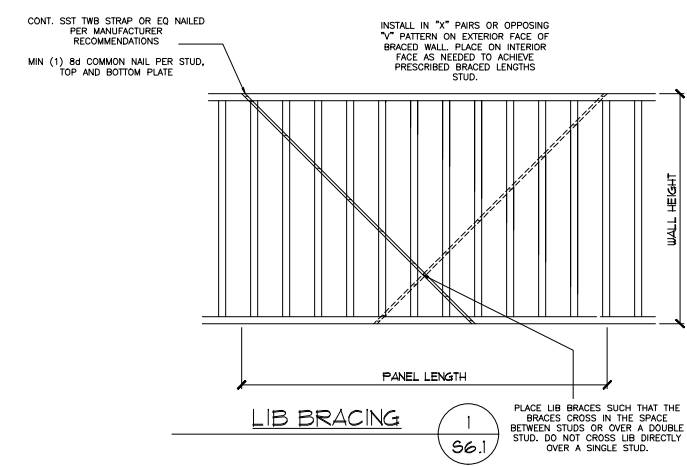 CONT. SST TWB STRAP OR EQ NAILED
PER MANUFACTURER
RECOMMENDATIONS
MIN (1) 8d COMMON NAIL PER STUD,
TOP AND BOTTOM PLATE
INSTALL IN "X" PAIRS OR OPPOSING
"V" PATTERN ON EXTERIOR FACE OF
BRACED WALL. PLACE ON INTERIOR
FACE AS NEEDED TO ACHIEVE
PRESCRIBED BRACED LENGTHS
STUD.
WALL HEIGHT
PANEL LENGTH
LIB BRACING
1
S6.1
PLACE LIB BRACES SUCH THAT THE
BRACES CROSS IN THE SPACE
BETWEEN STUDS OR OVER A DOUBLE
STUD. DO NOT CROSS LIB DIRECTLY
OVER A SINGLE STUD.